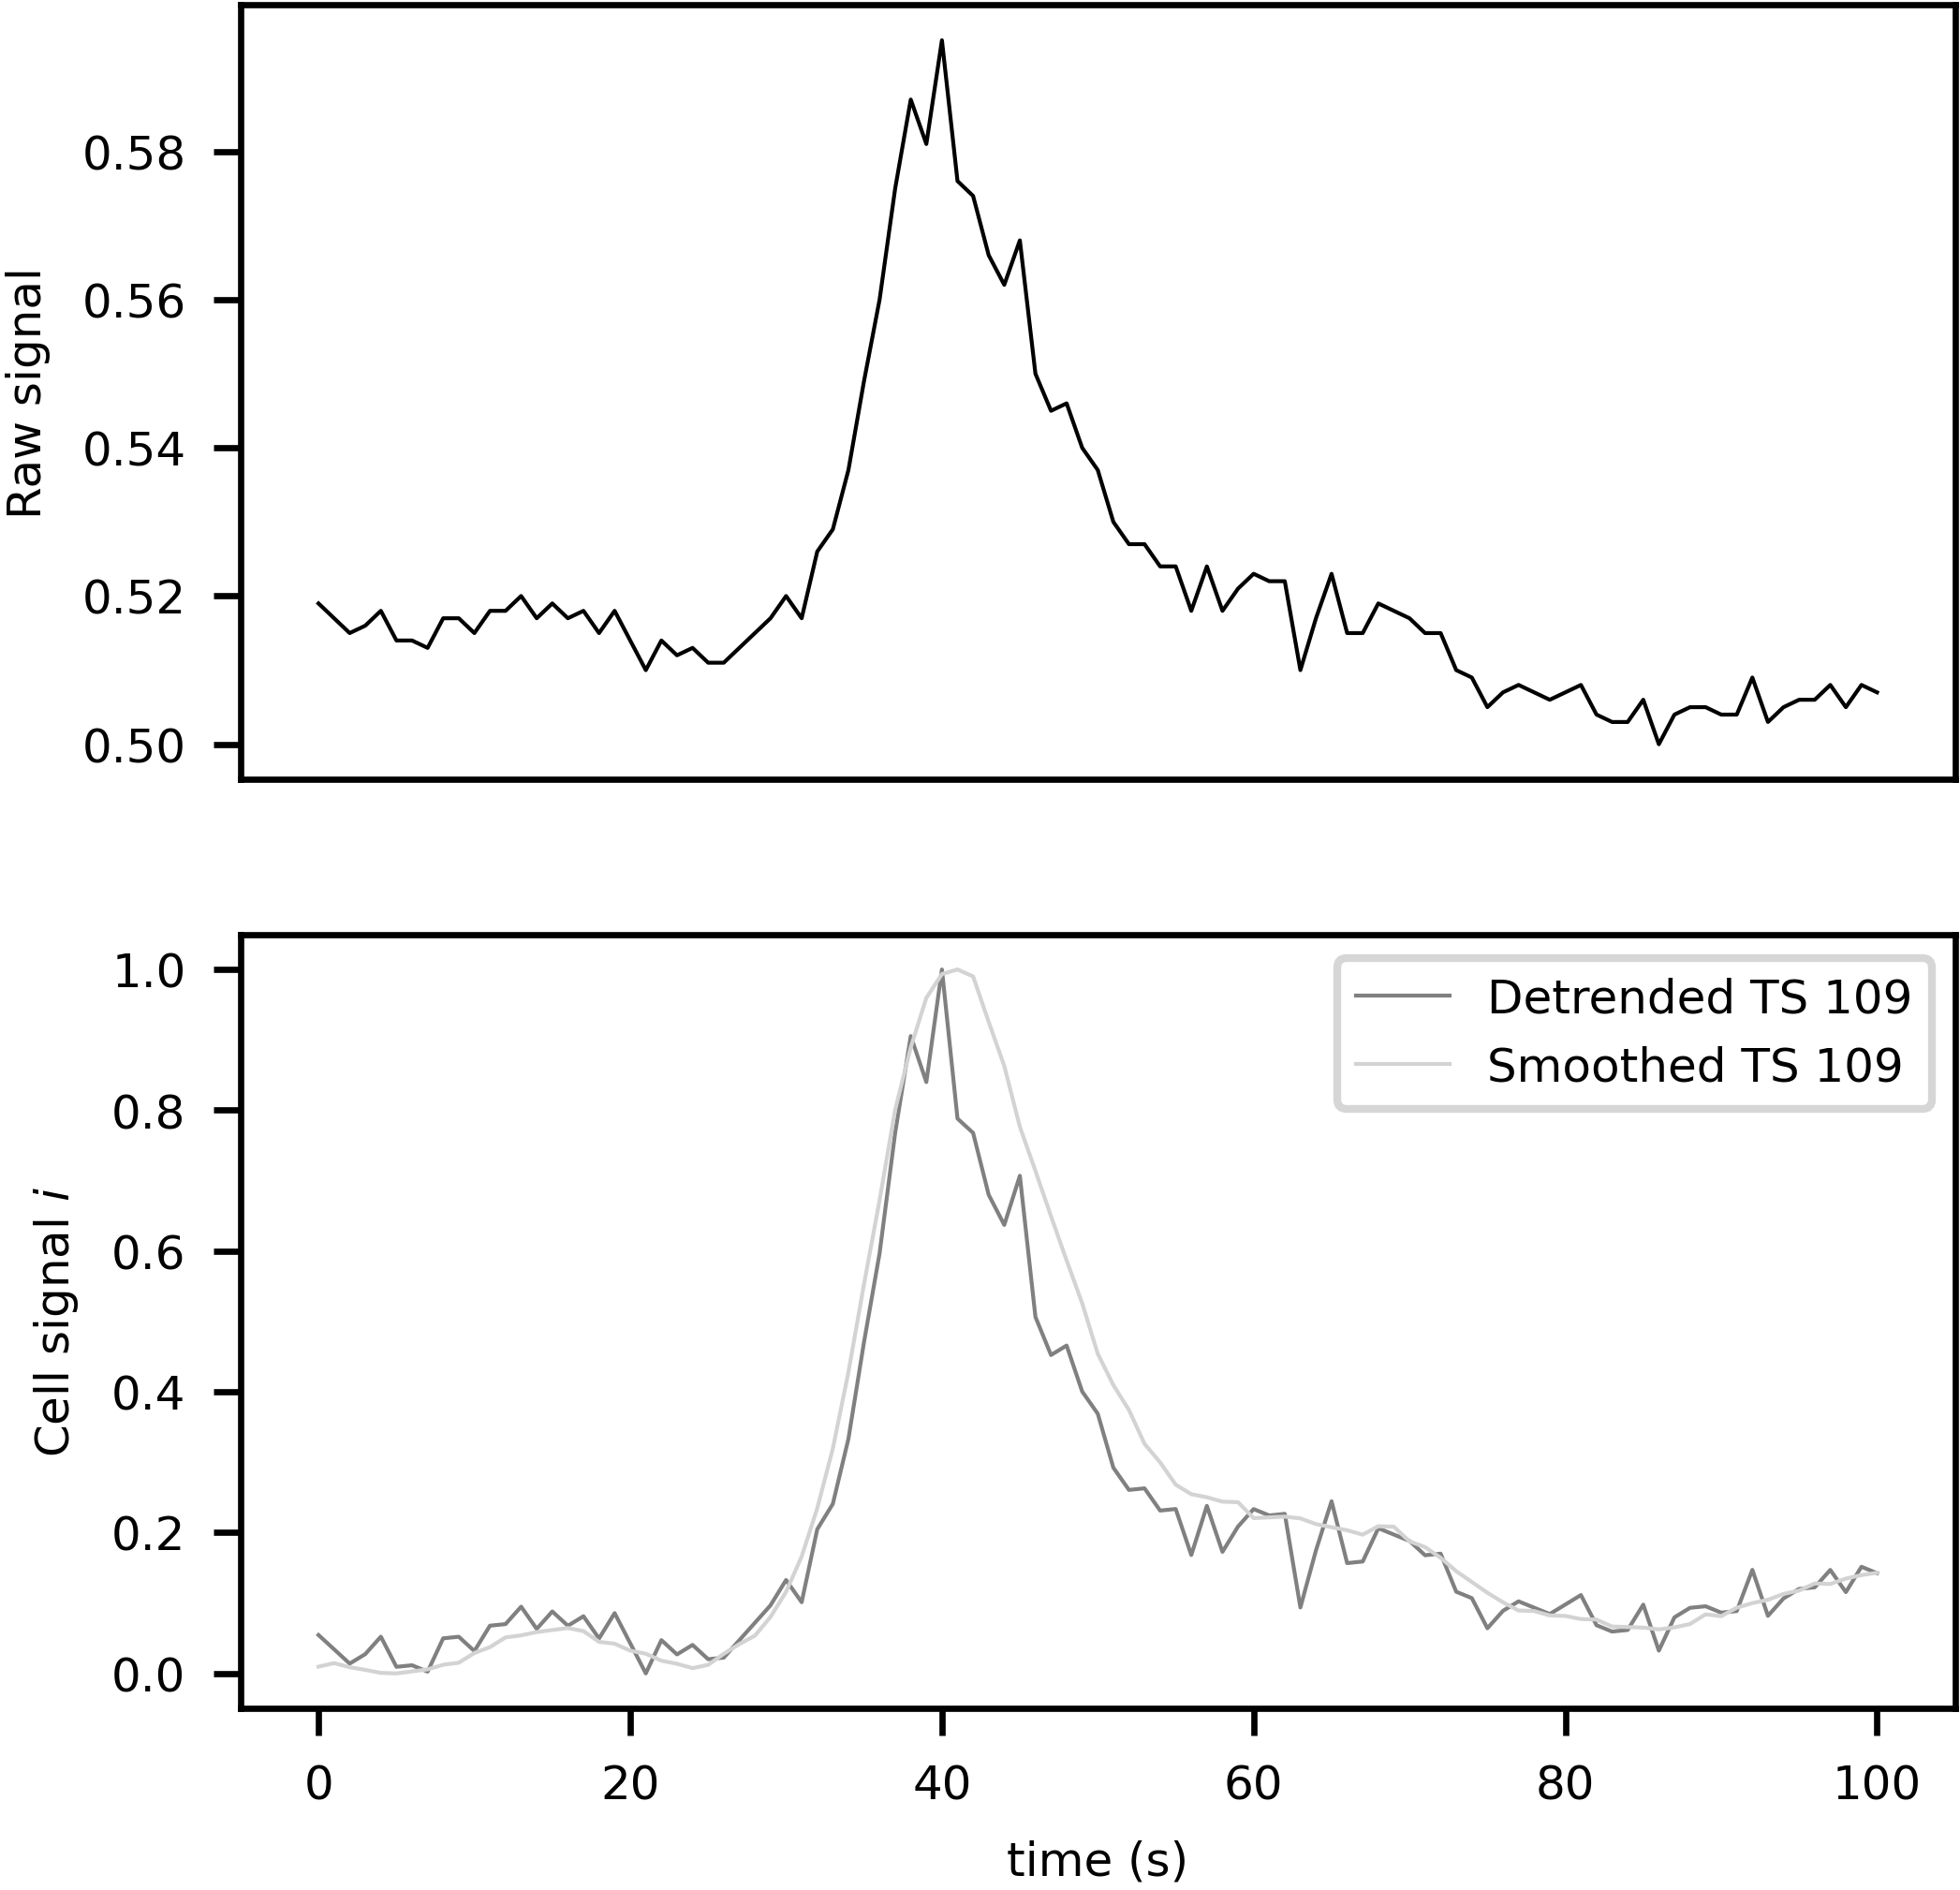 Raw signal
0.58
0.56
0.54
0.52
0.50
Cell signal i
1.0
0.8
0.6
0.4
0.2
0.0
Detrended TS 109
Smoothed TS 109
0 20 40 60 80 100
time (s)